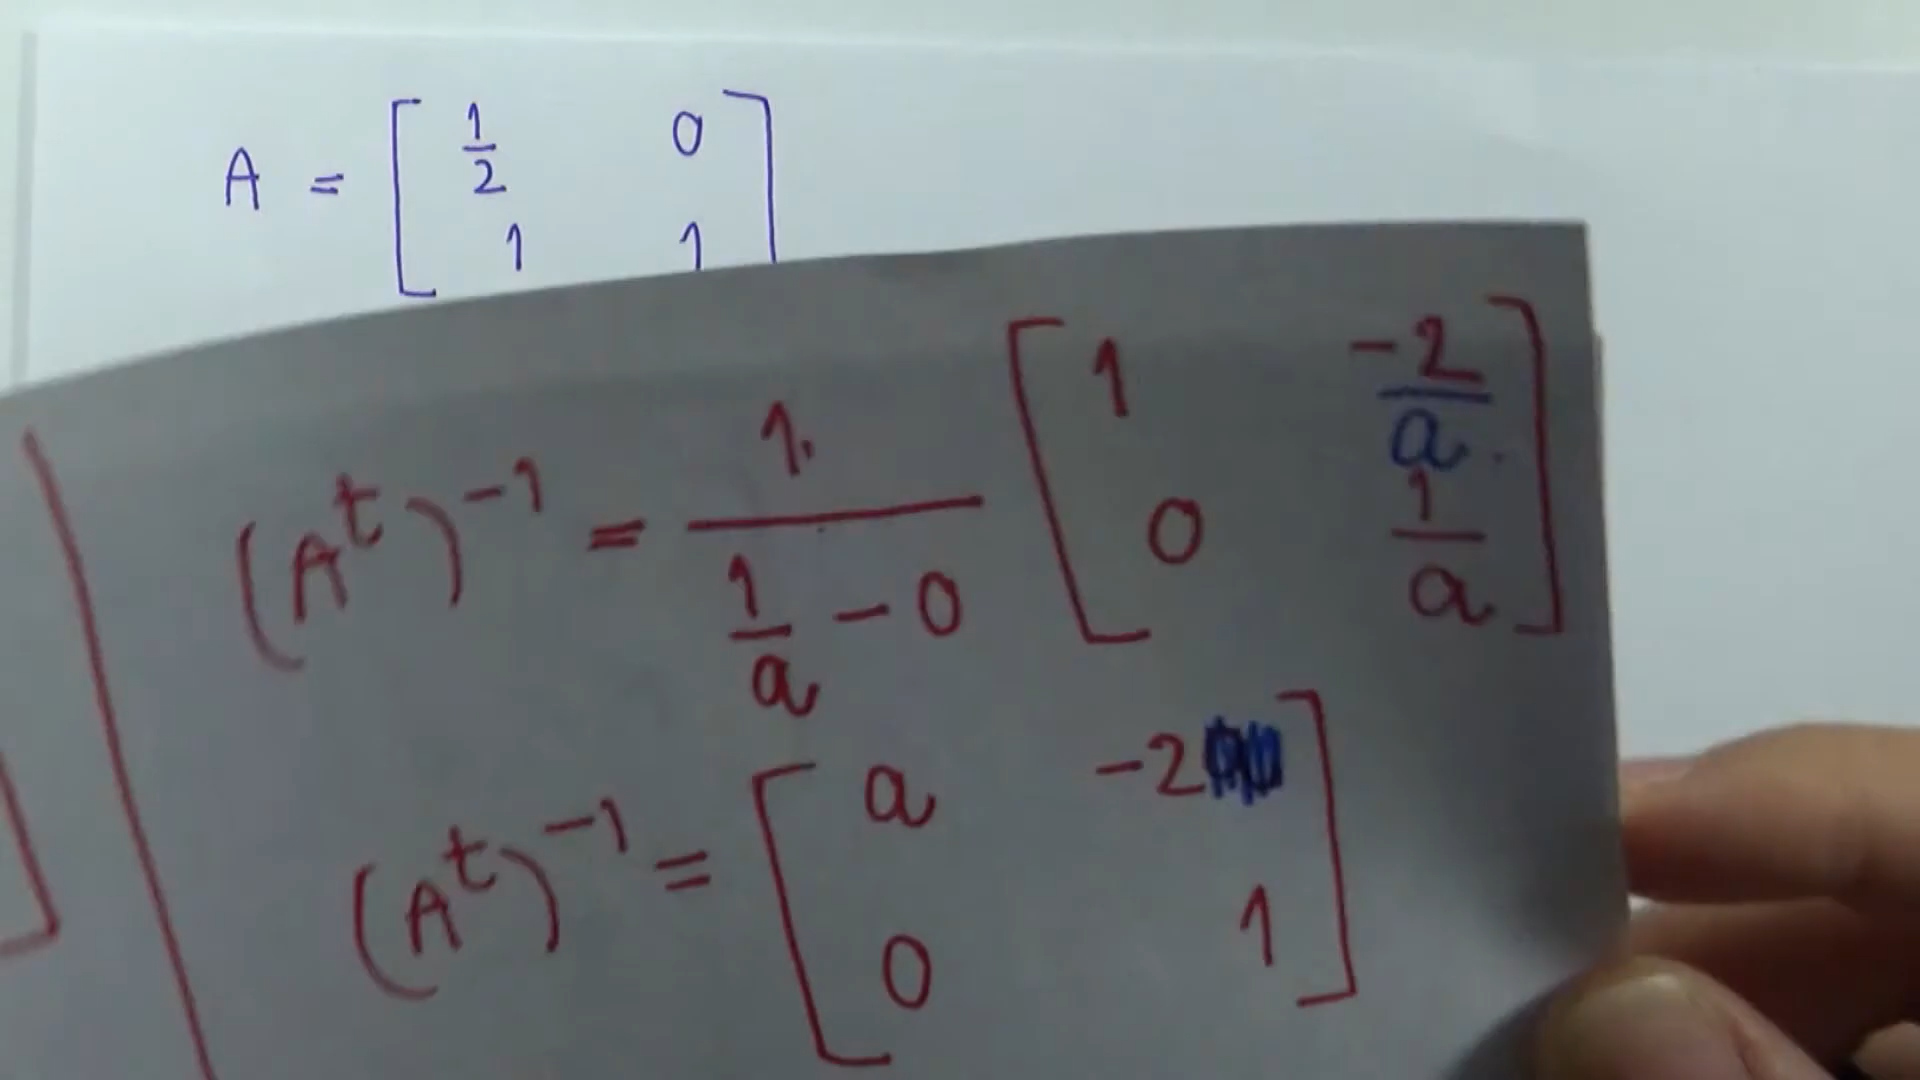 A = [ 1/2 0
1 1 ]
(A^t)^-1 = 1/(1/a - 0) [ 1 -2/a
0 1/a ]
(A^t)^-1 = [ a -2
0 1 ]